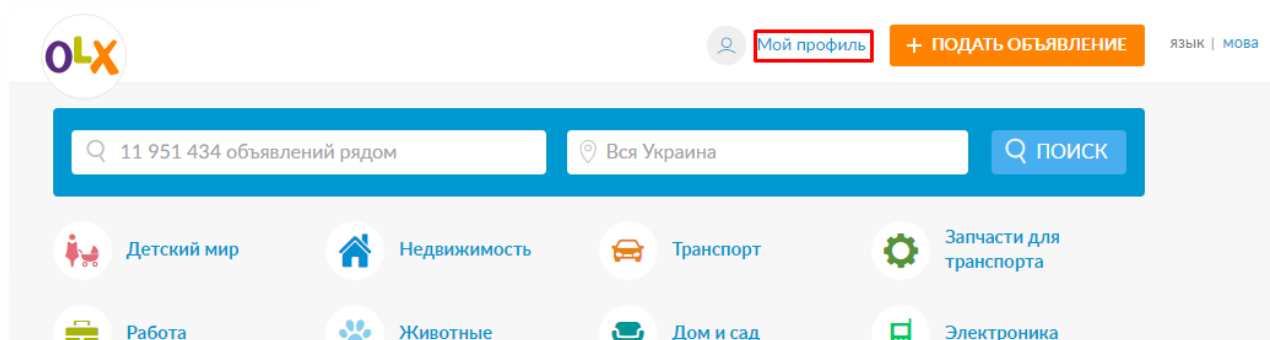 OLX
Мой профиль
+ ПОДАТЬ ОБЪЯВЛЕНИЕ
язык | мова
11 951 434 объявлений рядом
Вся Украина
ПОИСК
Детский мир
Недвижимость
Транспорт
Запчасти для
транспорта
Работа
Животные
Дом и сад
Электроника